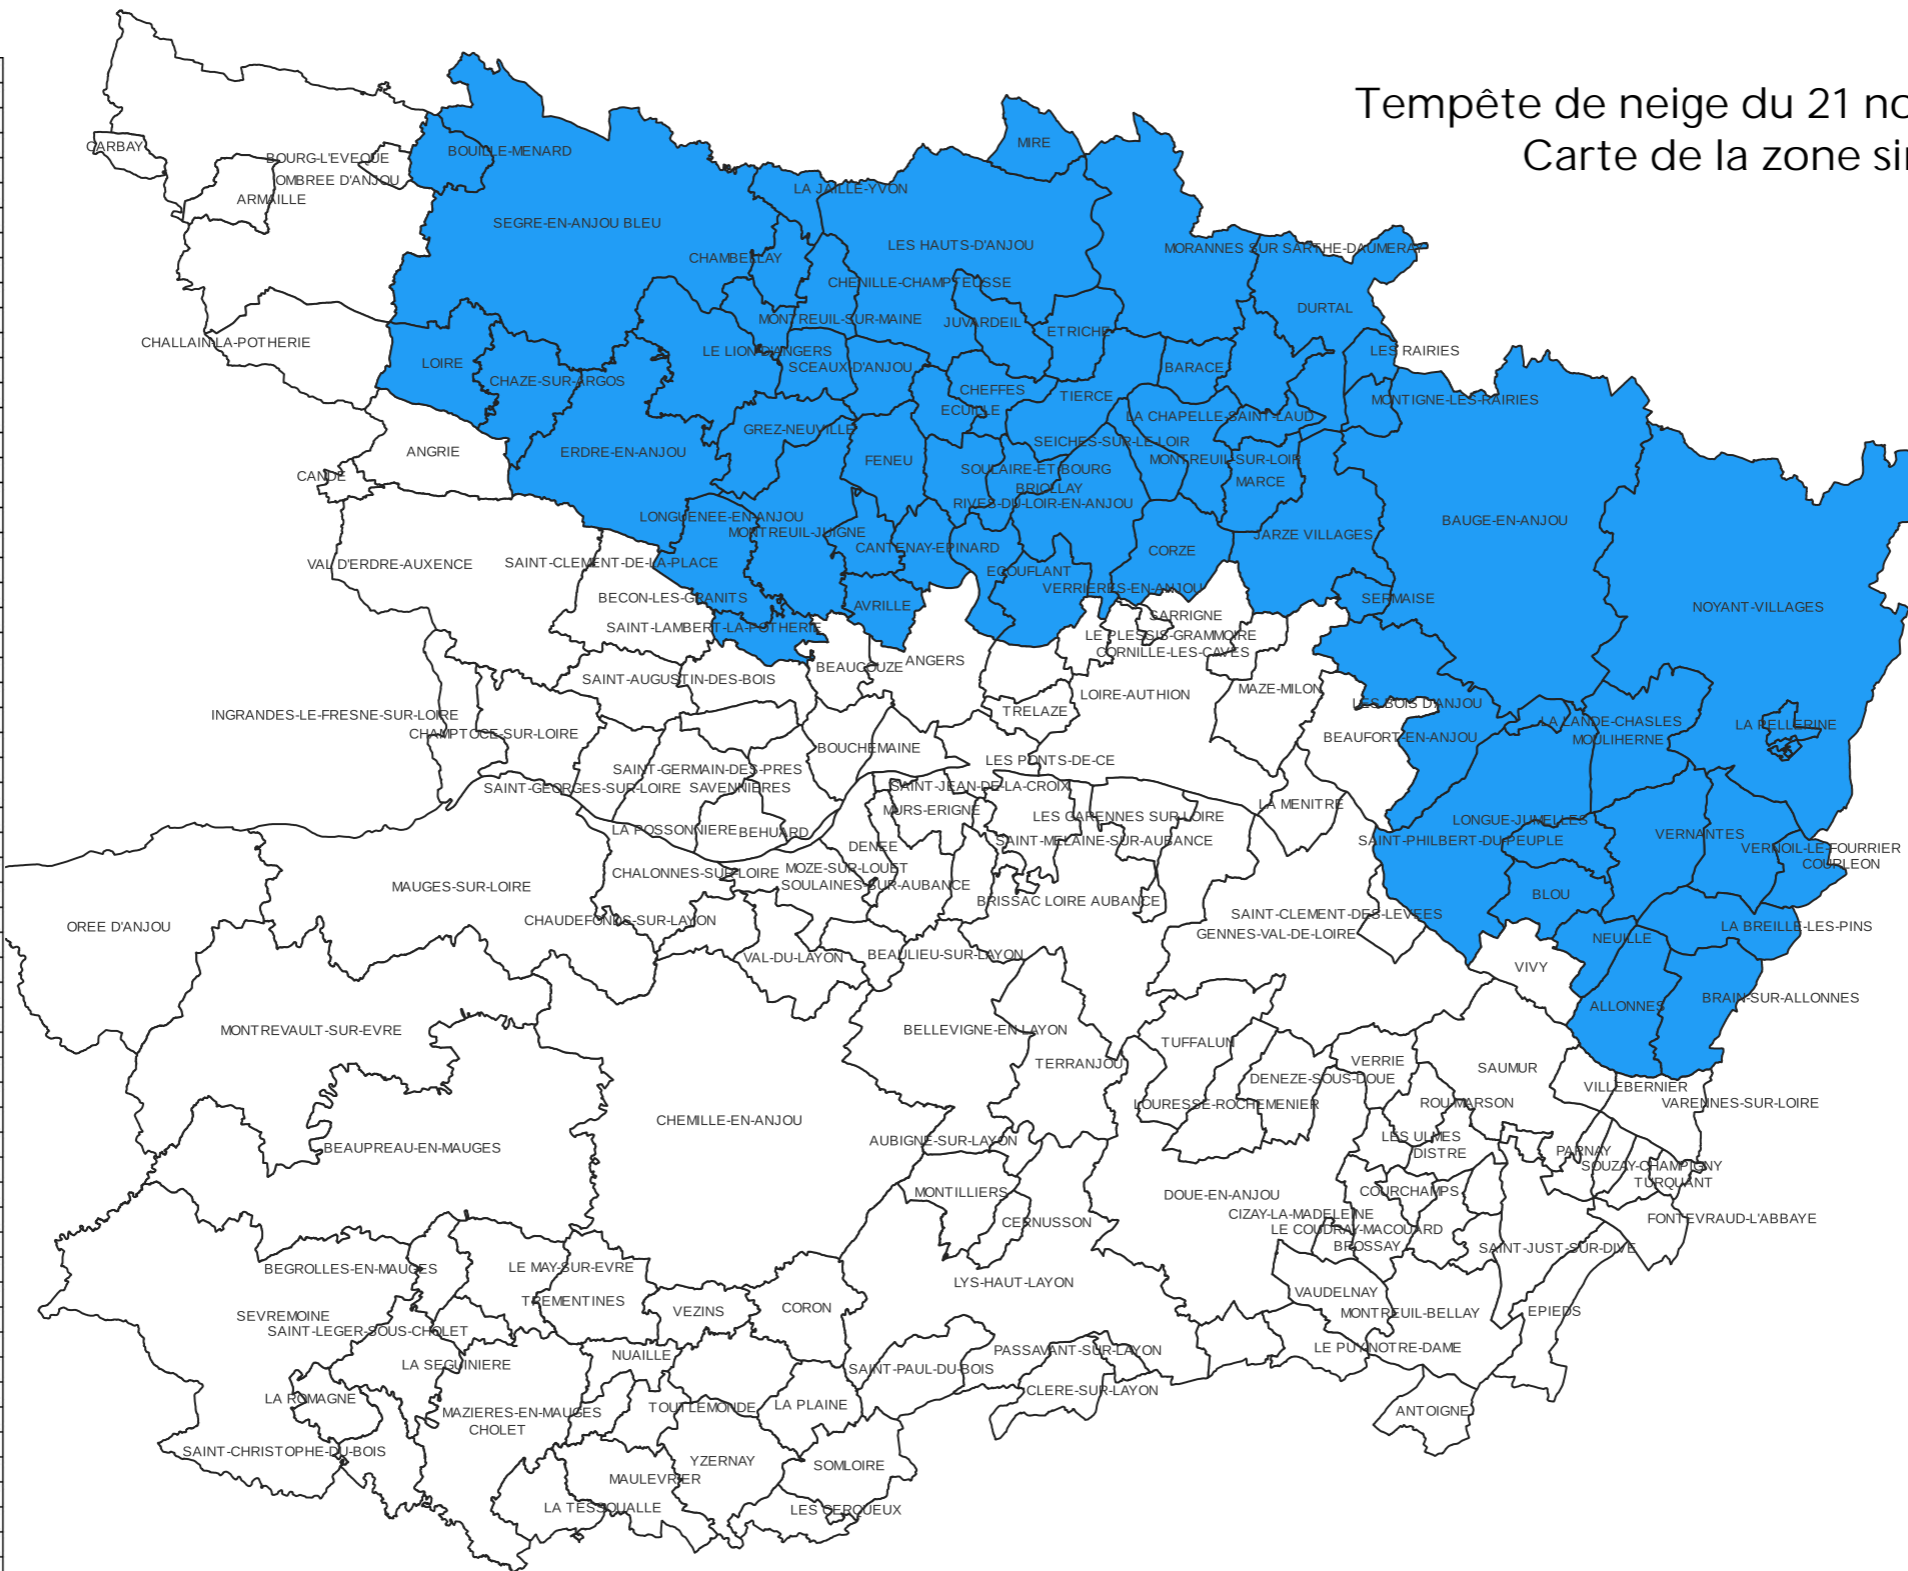 Tempête de neige du 21 no
Carte de la zone sin
MIRE
CARBAY
BOURG-L'EVEQUE
BOUILLE-MENARD
OMBREE D'ANJOU
LA JAILLE-YVON
ARMAILLE
SEGRE-EN-ANJOU BLEU
LES HAUTS-D'ANJOU
MORANNES SUR SARTHE-DAUMERAY
CHAMBELLAY
CHENILLE-CHAMPTEUSSE
DURTAL
MONTREUIL-SUR-MAINE
JUVARDEIL
ETRICHE
CHALLAIN-LA-POTHERIE
LE LION-D'ANGERS
LES RAIRIES
LOIRE
SCEAUX-D'ANJOU
BARACE
CHAZE-SUR-ARGOS
CHEFFES
TIERCE
MONTIGNE-LES-RAIRIES
ECUILLE
LA CHAPELLE-SAINT-LAUD
GREZ-NEUVILLE
SEICHES-SUR-LE-LOIR
ANGRIE
ERDRE-EN-ANJOU
FENEU
MONTREUIL-SUR-LOIR
SOULAIRE-ET-BOURG
CANDE
MARCE
BRIOLLAY
RIVES-DU-LOIR-EN-ANJOU
LONGUENEE-EN-ANJOU
BAUGE-EN-ANJOU
MONTREUIL-JUIGNE
JARZE VILLAGES
CANTENAY-EPINARD
CORZE
VAL D'ERDRE-AUXENCE
SAINT-CLEMENT-DE-LA-PLACE
ECOUFLANT
VERRIERES-EN-ANJOU
BECON-LES-GRANITS
SERMAISE
AVRILLE
NOYANT-VILLAGES
SARRIGNE
SAINT-LAMBERT-LA-POTHERIE
LE PLESSIS-GRAMMOIRE
CORNILLE-LES-CAVES
BEAUCOUZE
ANGERS
SAINT-AUGUSTIN-DES-BOIS
MAZE-MILON
LOIRE-AUTHION
LES BOIS D'ANJOU
TRELAZE
INGRANDES-LE-FRESNE-SUR-LOIRE
LA LANDE-CHASLES
LA PELLERINE
CHAMPTOCE-SUR-LOIRE
BEAUFORT-EN-ANJOU
MOULIHERNE
BOUCHEMAINE
LES PONTS-DE-CE
SAINT-GERMAIN-DES-PRES
SAINT-GEORGES-SUR-LOIRE
SAVENNIERES
SAINT-JEAN-DE-LA-CROIX
LA MENITRE
MURS-ERIGNE
LES GARENNES SUR LOIRE
LONGUE-JUMELLES
LA POSSONNIERE
BEHUARD
VERNANTES
SAINT-MELAINE-SUR-AUBANCE
SAINT-PHILBERT-DU-PEUPLE
DENEE
VERNOIL-LE-FOURRIER
COURLEON
MOZE-SUR-LOUET
CHALONNES-SUR-LOIRE
MAUGES-SUR-LOIRE
SOULAINES-SUR-AUBANCE
BLOU
BRISSAC LOIRE AUBANCE
SAINT-CLEMENT-DES-LEVEES
CHAUDEFONDS-SUR-LAYON
OREE D'ANJOU
LA BREILLE-LES-PINS
GENNES-VAL-DE-LOIRE
NEUILLE
BEAULIEU-SUR-LAYON
VAL-DU-LAYON
VIVY
BRAIN-SUR-ALLONNES
ALLONNES
MONTREVAULT-SUR-EVRE
BELLEVIGNE-EN-LAYON
TUFFALUN
TERRANJOU
VERRIE
SAUMUR
DENEZE-SOUS-DOUE
VILLEBERNIER
LOURESSE-ROCHEMENIER
ROU-MARSON
VARENNES-SUR-LOIRE
CHEMILLE-EN-ANJOU
LES ULMES
AUBIGNE-SUR-LAYON
BEAUPREAU-EN-MAUGES
DISTRE
PARNAY
SOUZAY-CHAMPIGNY
TURQUANT
MONTILLIERS
DOUE-EN-ANJOU
COURCHAMPS
CIZAY-LA-MADELEINE
FONTEVRAUD-L'ABBAYE
CERNUSSON
LE COUDRAY-MACOUARD
BROSSAY
SAINT-JUST-SUR-DIVE
BEGROLLES-EN-MAUGES
LE MAY-SUR-EVRE
LYS-HAUT-LAYON
VAUDELNAY
TREMENTINES
CORON
VEZINS
MONTREUIL-BELLAY
EPIEDS
SEVREMOINE
SAINT-LEGER-SOUS-CHOLET
LE PUY-NOTRE-DAME
PASSAVANT-SUR-LAYON
NUAILLE
LA SEGUINIERE
SAINT-PAUL-DU-BOIS
CLERE-SUR-LAYON
LA ROMAGNE
LA PLAINE
TOUTLEMONDE
MAZIERES-EN-MAUGES
ANTOIGNE
CHOLET
SAINT-CHRISTOPHE-DU-BOIS
YZERNAY
SOMLOIRE
MAULEVRIER
LA TESSOUALLE
LES CERQUEUX